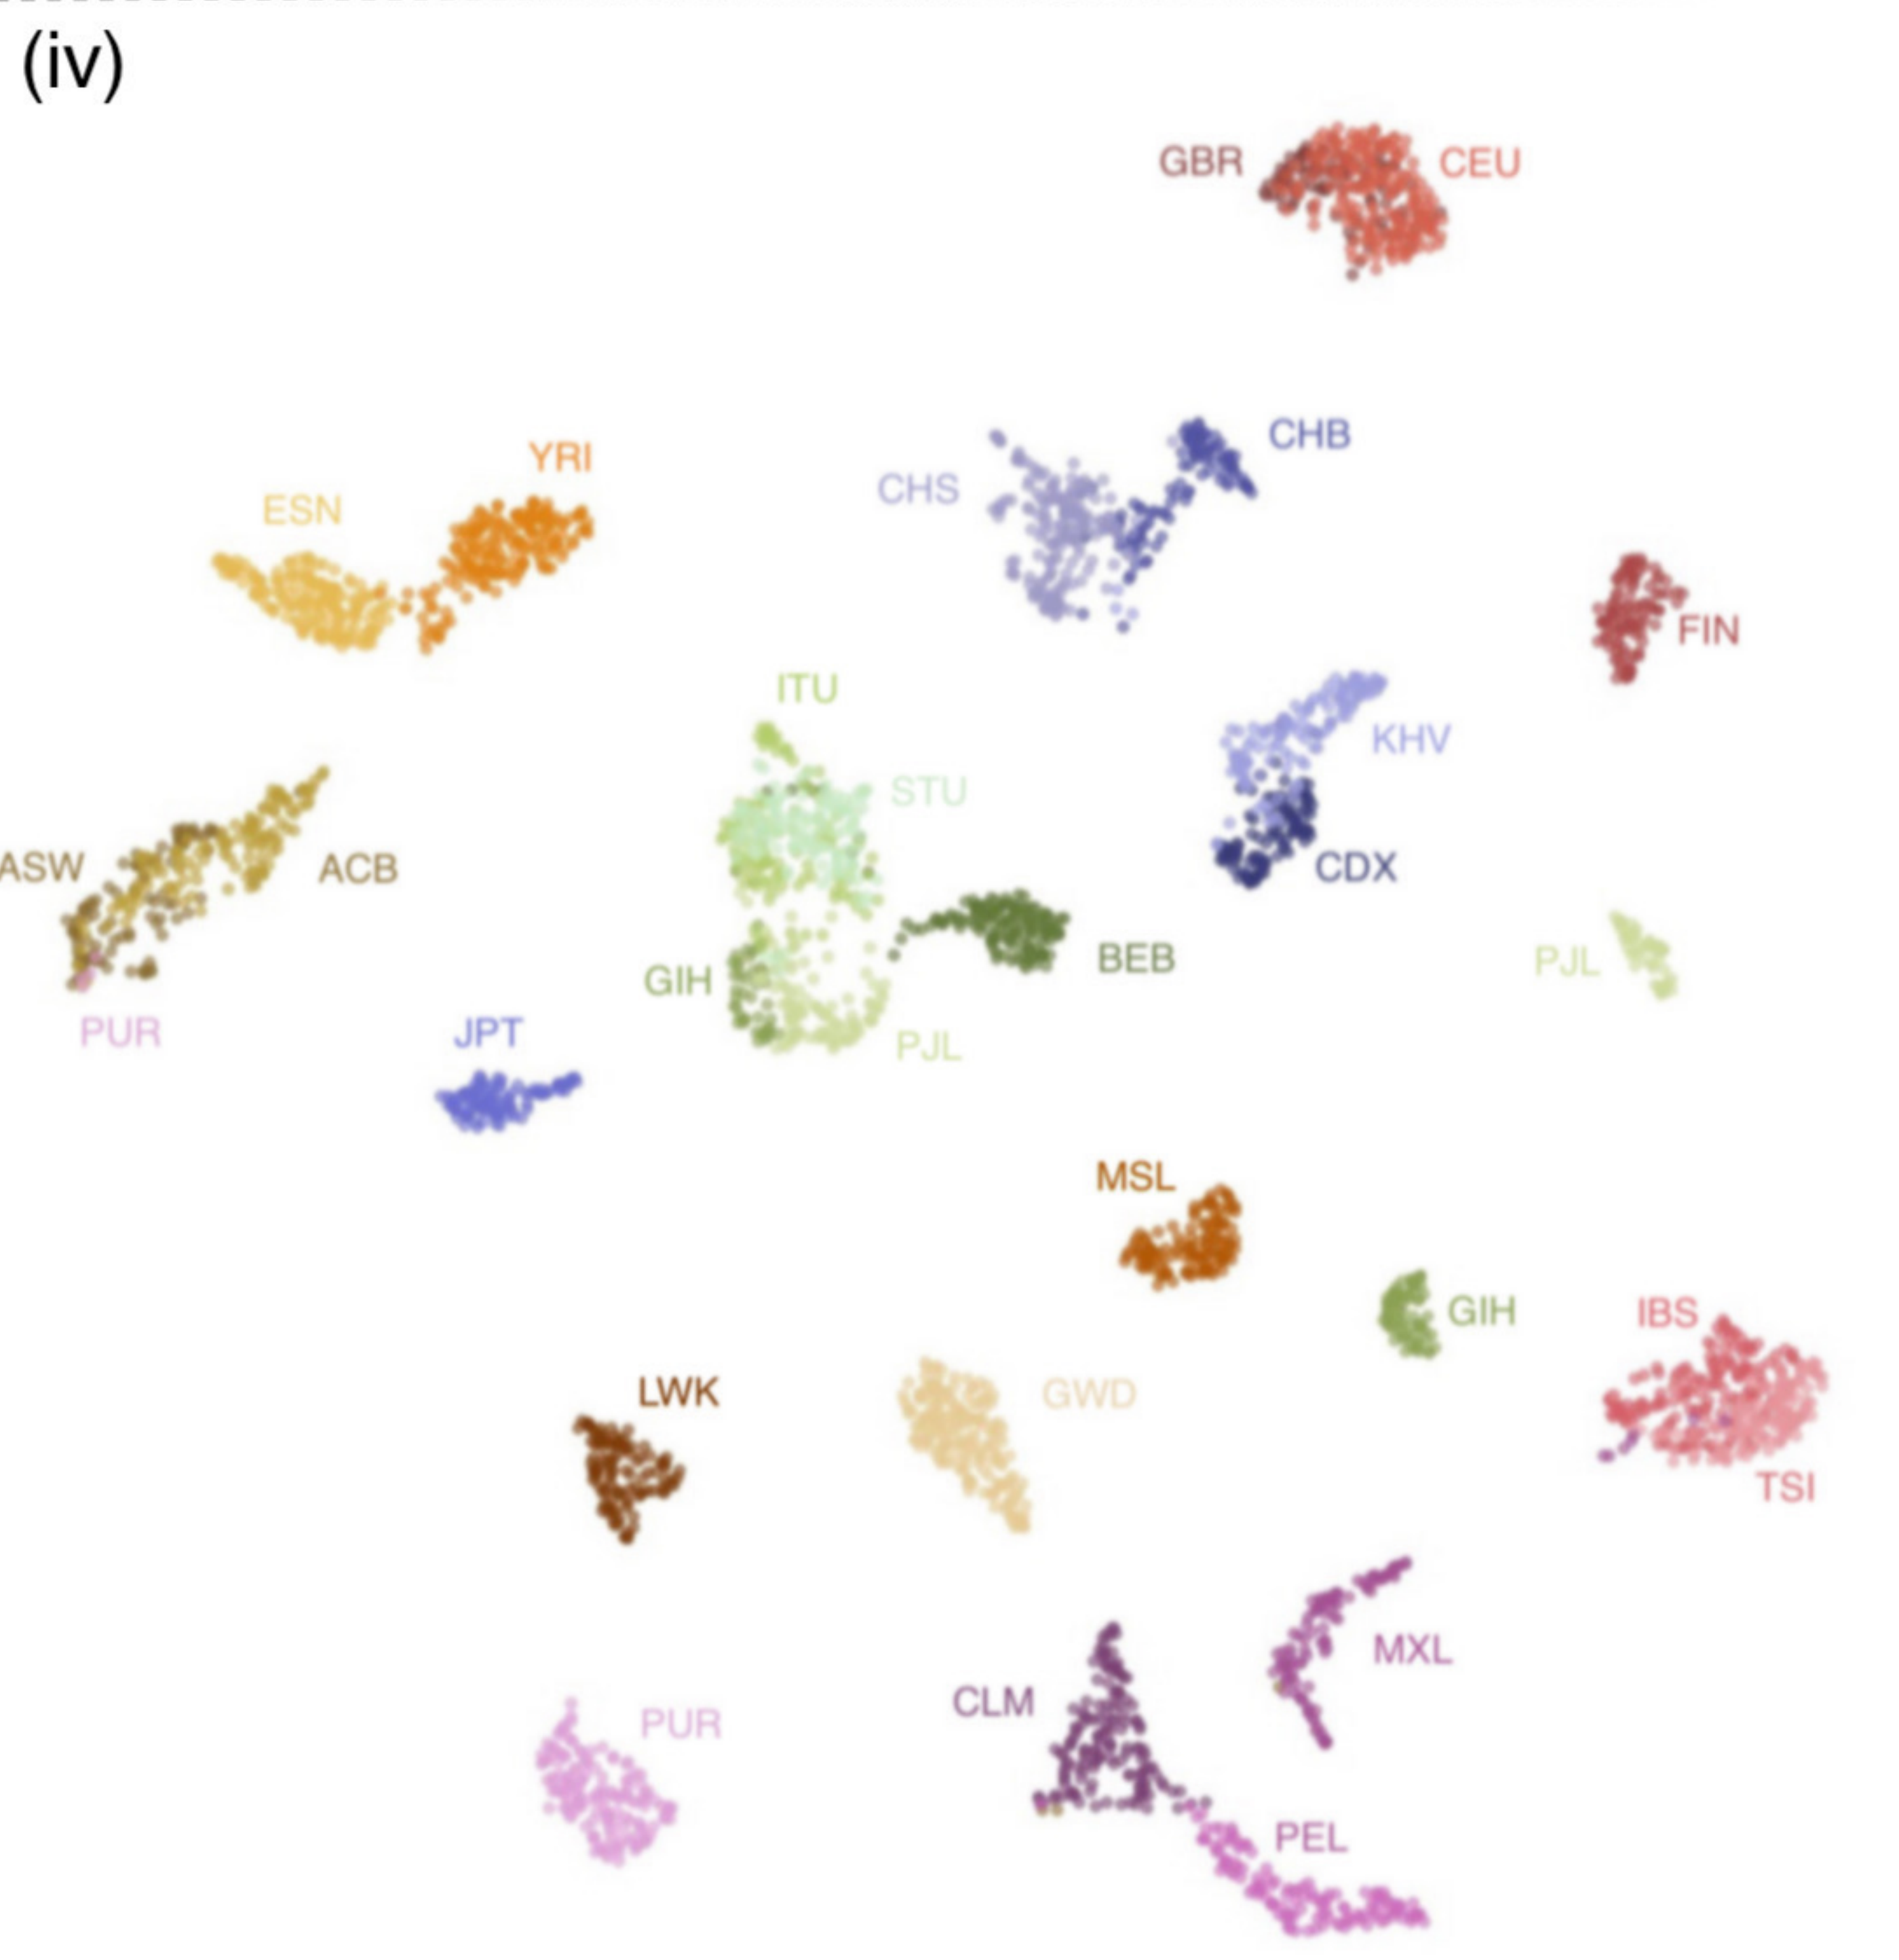 (iv)
GBR CEU
CHB
YRI
CHS
ESN
FIN
ITU
KHV
STU
ASW ACB
CDX
BEB
PJL
GIH
PUR
JPT
PJL
MSL
GIH
IBS
LWK
GWD
TSI
MXL
CLM
PUR
PEL